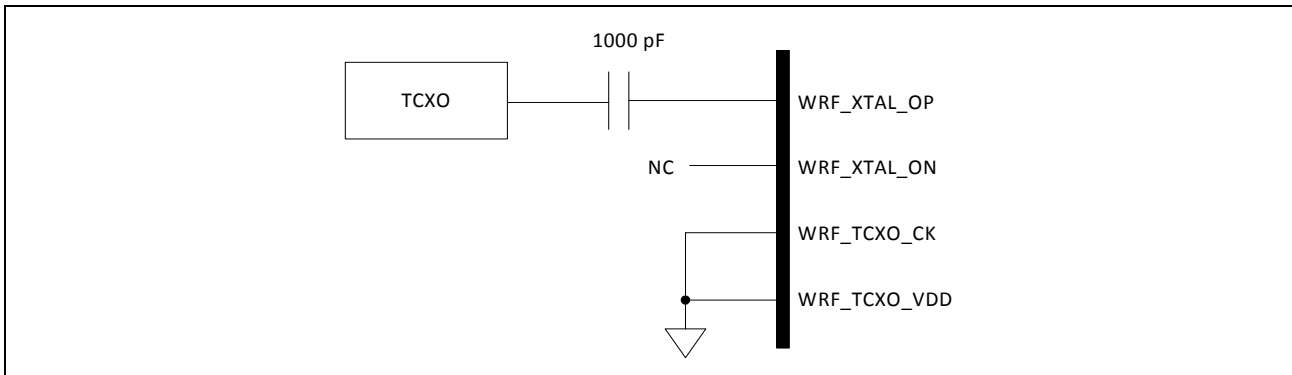 1000 pF
TCXO
WRF_XTAL_OP
NC
WRF_XTAL_ON
WRF_TCXO_CK
WRF_TCXO_VDD